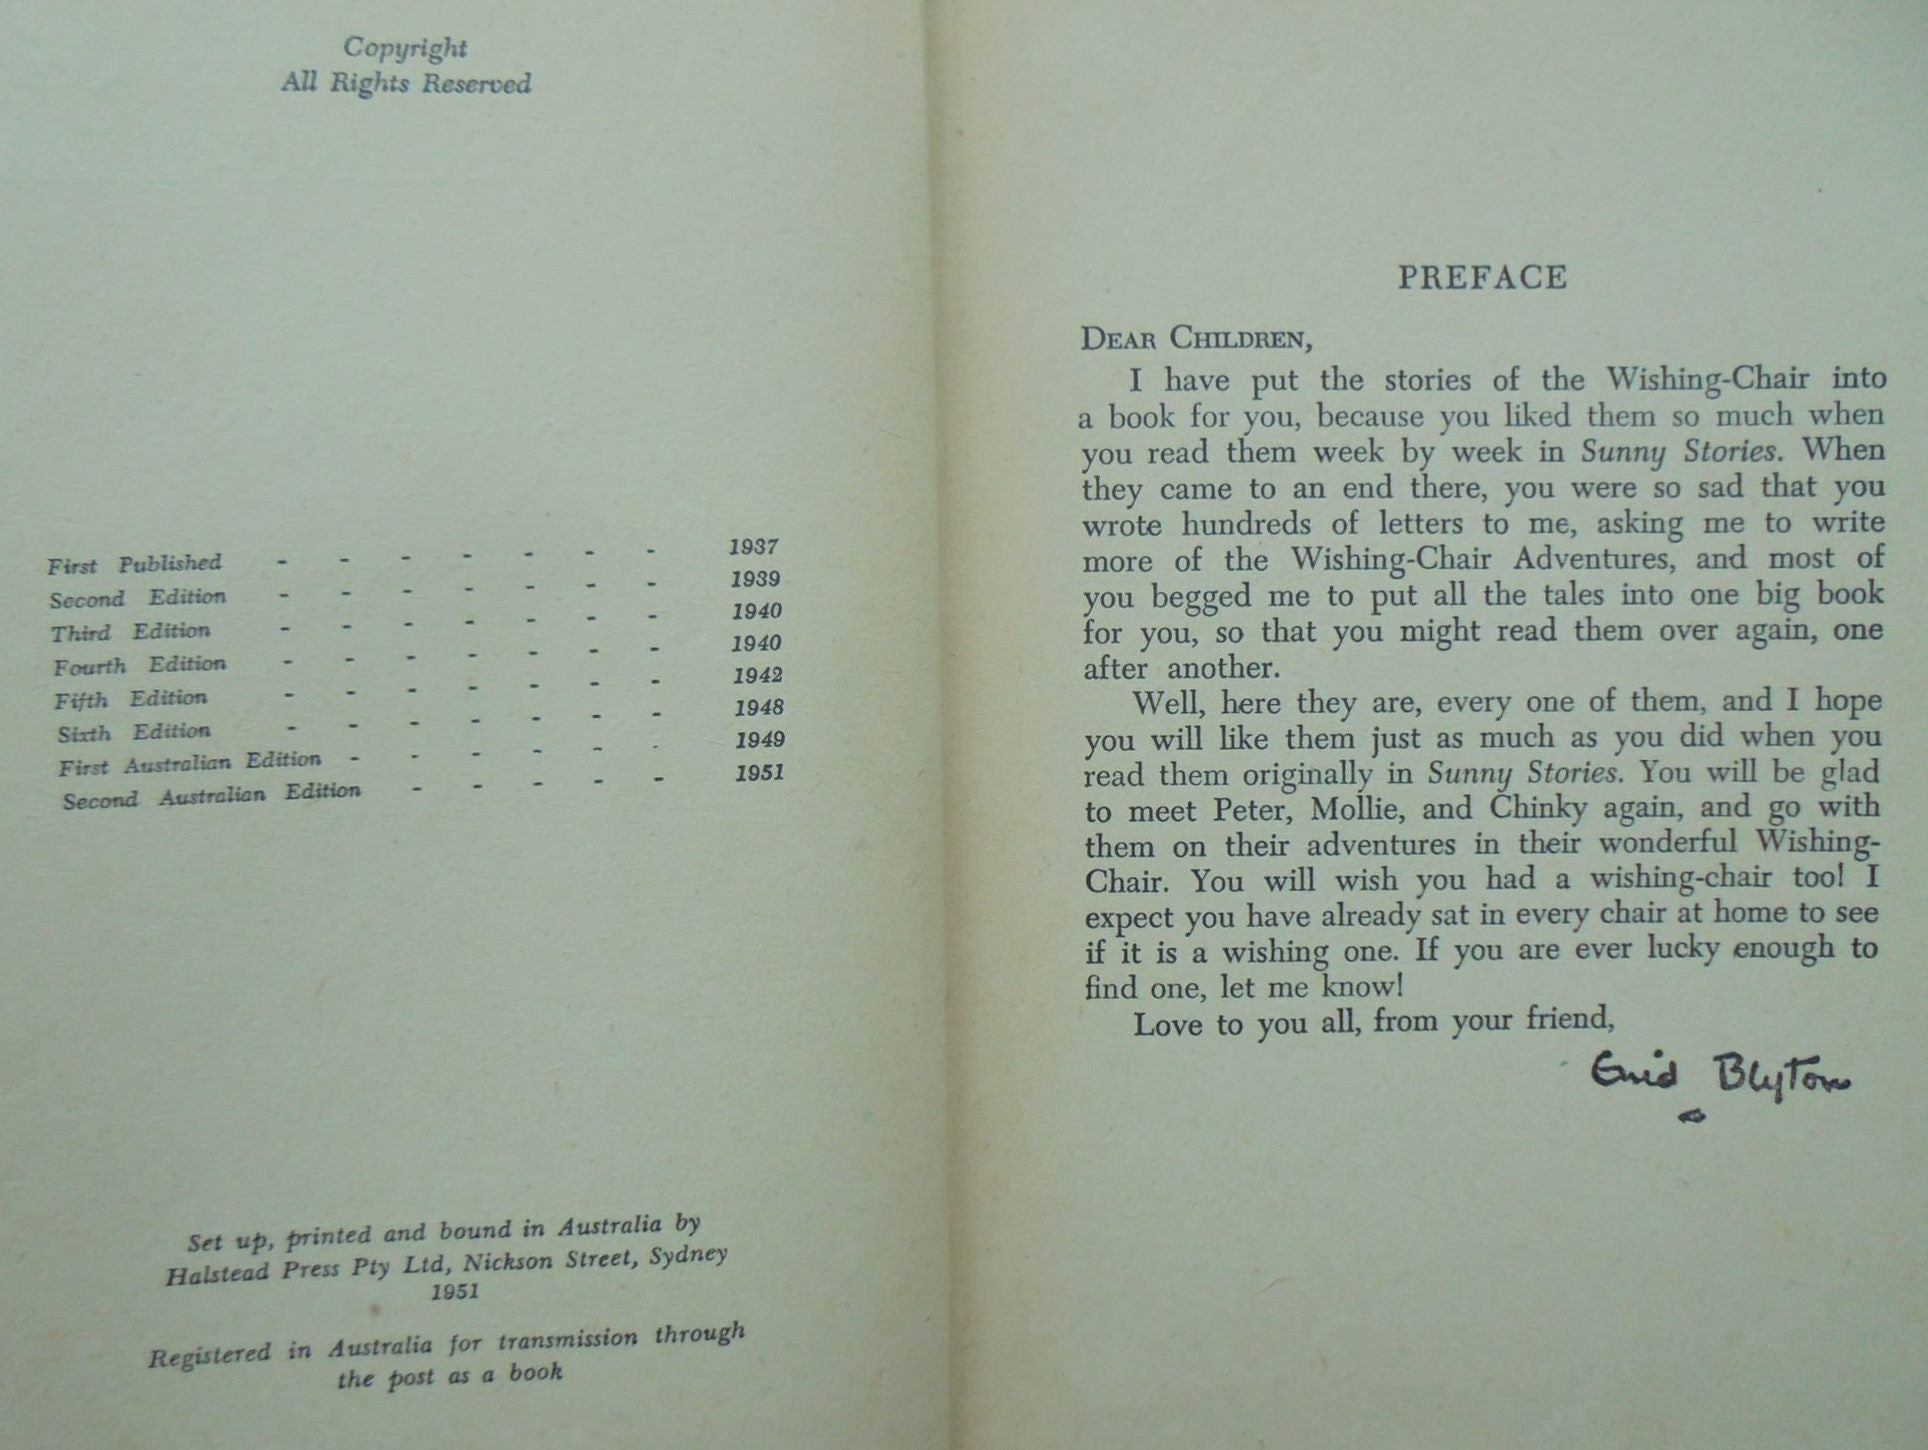 Copyright
All Rights Reserved
First Published - - - - - - - 1937
Second Edition - - - - - - - 1939
Third Edition - - - - - - - 1940
Fourth Edition - - - - - - - 1940
Fifth Edition - - - - - - - 1942
Sixth Edition - - - - - - - 1948
First Australian Edition - - - - - - 1949
Second Australian Edition - - - - - 1951
Set up, printed and bound in Australia by
Halstead Press Pty Ltd, Nickson Street, Sydney
1951
Registered in Australia for transmission through
the post as a book
PREFACE
DEAR CHILDREN,
I have put the stories of the Wishing-Chair into
a book for you, because you liked them so much when
you read them week by week in Sunny Stories. When
they came to an end there, you were so sad that you
wrote hundreds of letters to me, asking me to write
more of the Wishing-Chair Adventures, and most of
you begged me to put all the tales into one big book
for you, so that you might read them over again, one
after another.
Well, here they are, every one of them, and I hope
you will like them just as much as you did when you
read them originally in Sunny Stories. You will be glad
to meet Peter, Mollie, and Chinky again, and go with
them on their adventures in their wonderful Wishing-
Chair. You will wish you had a wishing-chair too! I
expect you have already sat in every chair at home to see
if it is a wishing one. If you are ever lucky enough to
find one, let me know!
Love to you all, from your friend,
Enid Blyton